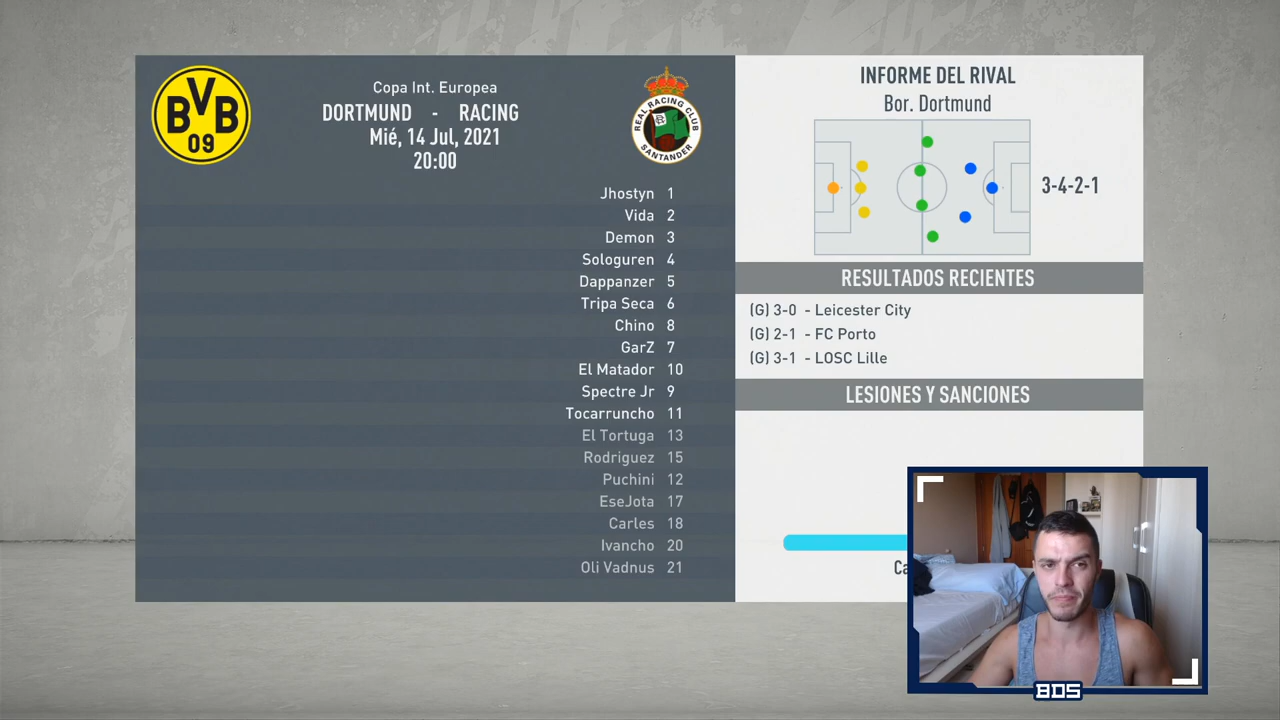 BVB
09
Copa Int. Europea
DORTMUND - RACING
Mié, 14 Jul, 2021
20:00
REAL RACING CLUB
SANTANDER
Jhostyn 1
Vida 2
Demon 3
Sologuren 4
Dappanzer 5
Tripa Seca 6
Chino 8
GarZ 7
El Matador 10
Spectre Jr 9
Tocarruncho 11
El Tortuga 13
Rodriguez 15
Puchini 12
EseJota 17
Carles 18
Ivancho 20
Oli Vadnus 21
INFORME DEL RIVAL
Bor. Dortmund
3-4-2-1
RESULTADOS RECIENTES
(G) 3-0 - Leicester City
(G) 2-1 - FC Porto
(G) 3-1 - LOSC Lille
LESIONES Y SANCIONES
Ca
BDS